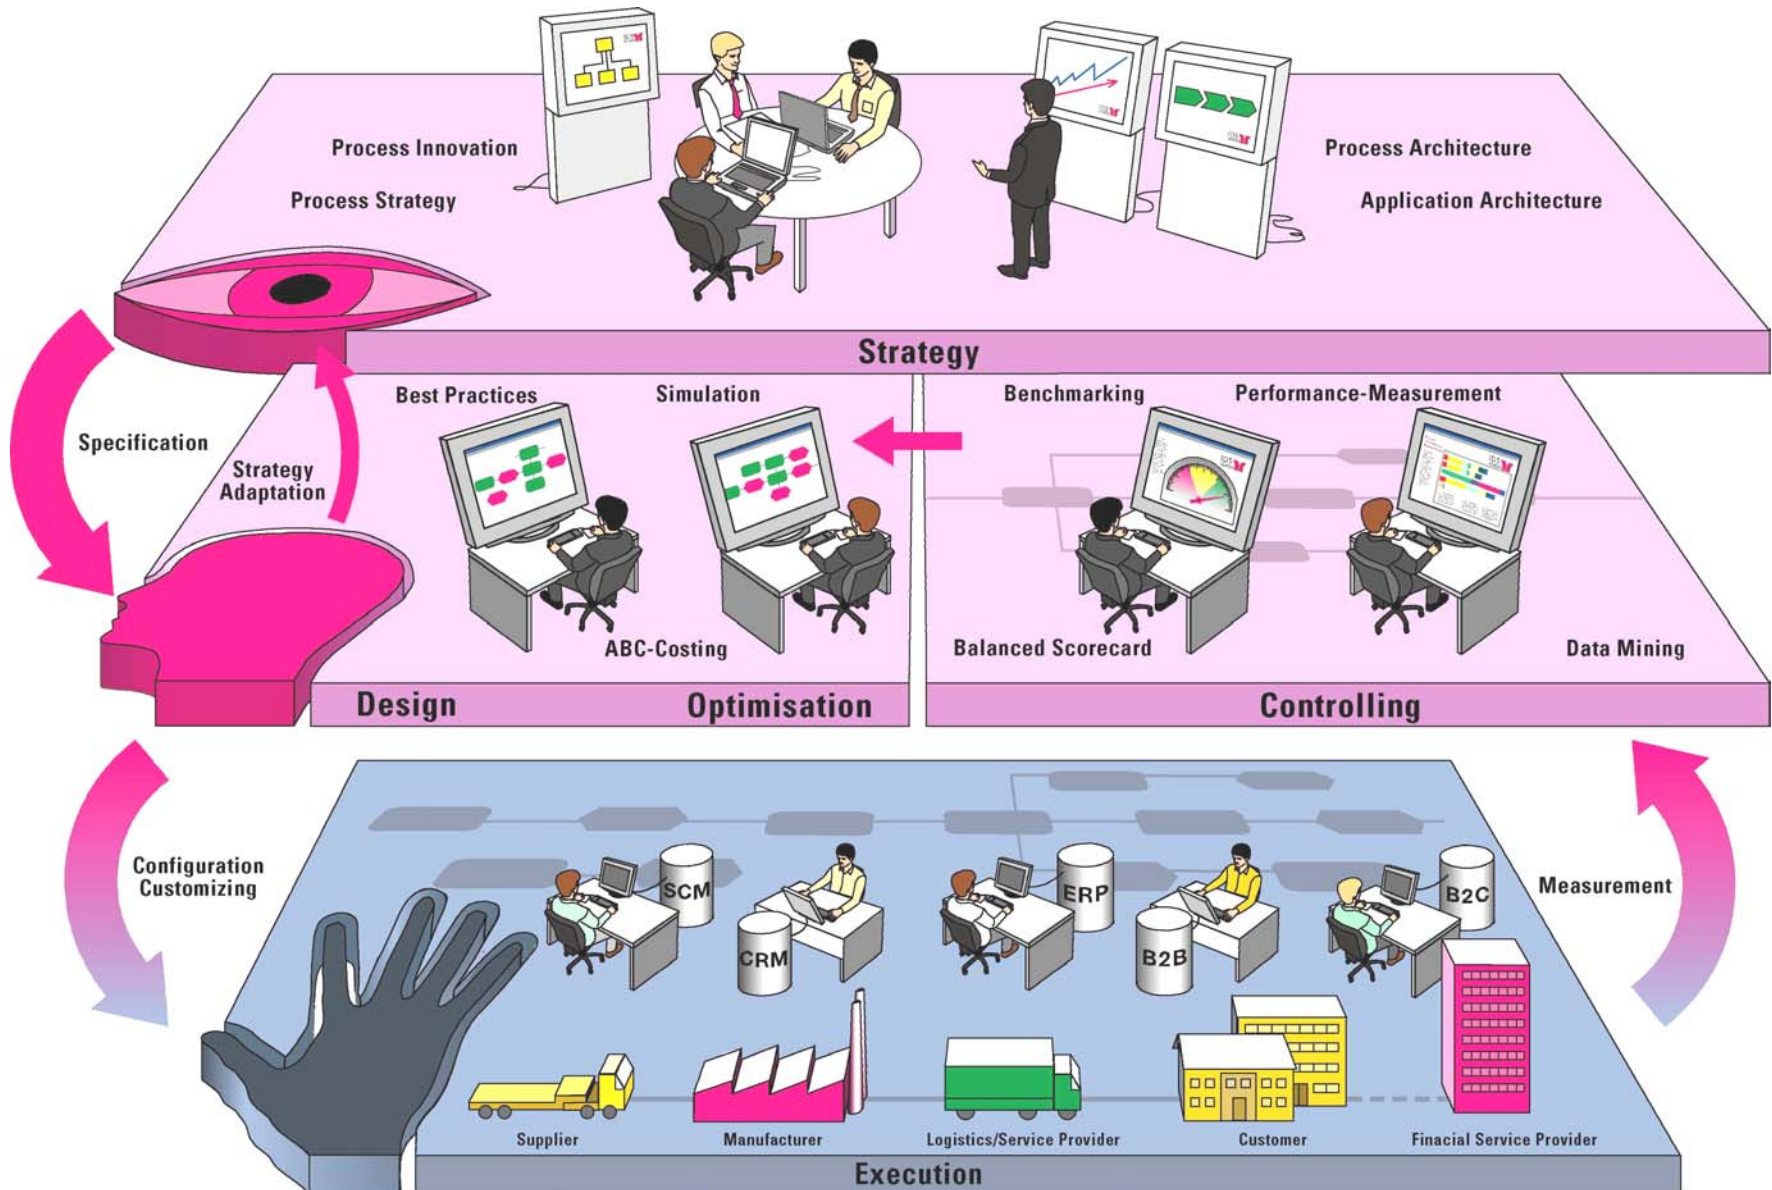 Process Innovation
Process Strategy
Process Architecture
Application Architecture
Strategy
Specification
Strategy
Adaptation
Best Practices
Simulation
Benchmarking
Performance-Measurement
ABC-Costing
Balanced Scorecard
Data Mining
Design
Optimisation
Controlling
Configuration
Customizing
Measurement
SCM
CRM
ERP
B2B
B2C
Supplier
Manufacturer
Logistics/Service Provider
Customer
Finacial Service Provider
Execution